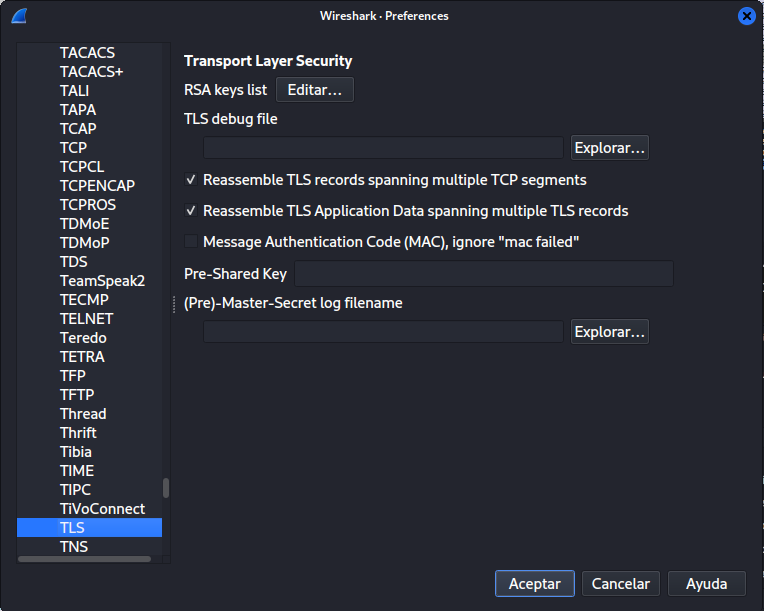 Wireshark · Preferences
TACACS
TACACS+
TALI
TAPA
TCAP
TCP
TCPCL
TCPENCAP
TCPROS
TDMoE
TDMoP
TDS
TeamSpeak2
TECMP
TELNET
Teredo
TETRA
TFP
TFTP
Thread
Thrift
Tibia
TIME
TIPC
TiVoConnect
TLS
TNS
Transport Layer Security
RSA keys list Editar...
TLS debug file
Explorar...
Reassemble TLS records spanning multiple TCP segments
Reassemble TLS Application Data spanning multiple TLS records
Message Authentication Code (MAC), ignore "mac failed"
Pre-Shared Key
(Pre)-Master-Secret log filename
Explorar...
Aceptar Cancelar Ayuda